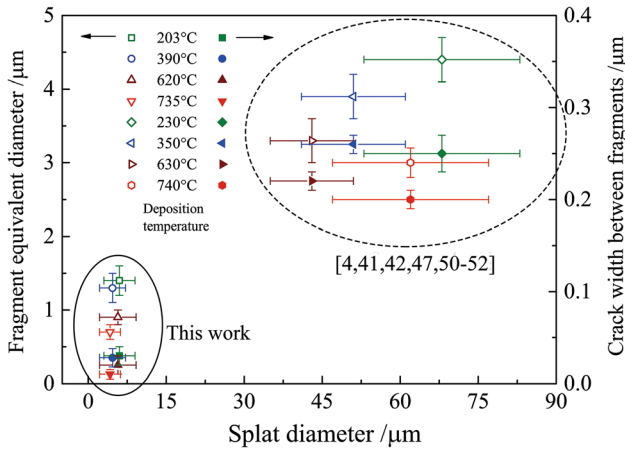 5
4
3
2
1
0
Fragment equivalent diameter /μm
0.4
0.3
0.2
0.1
0.0
Crack width between fragments/μm
203°C
390°C
620°C
735°C
230°C
350°C
630°C
740°C
Deposition
temperature
[4,41,42,47,50-52]
This work
0 15 30 45 60 75 90
Splat diameter /μm